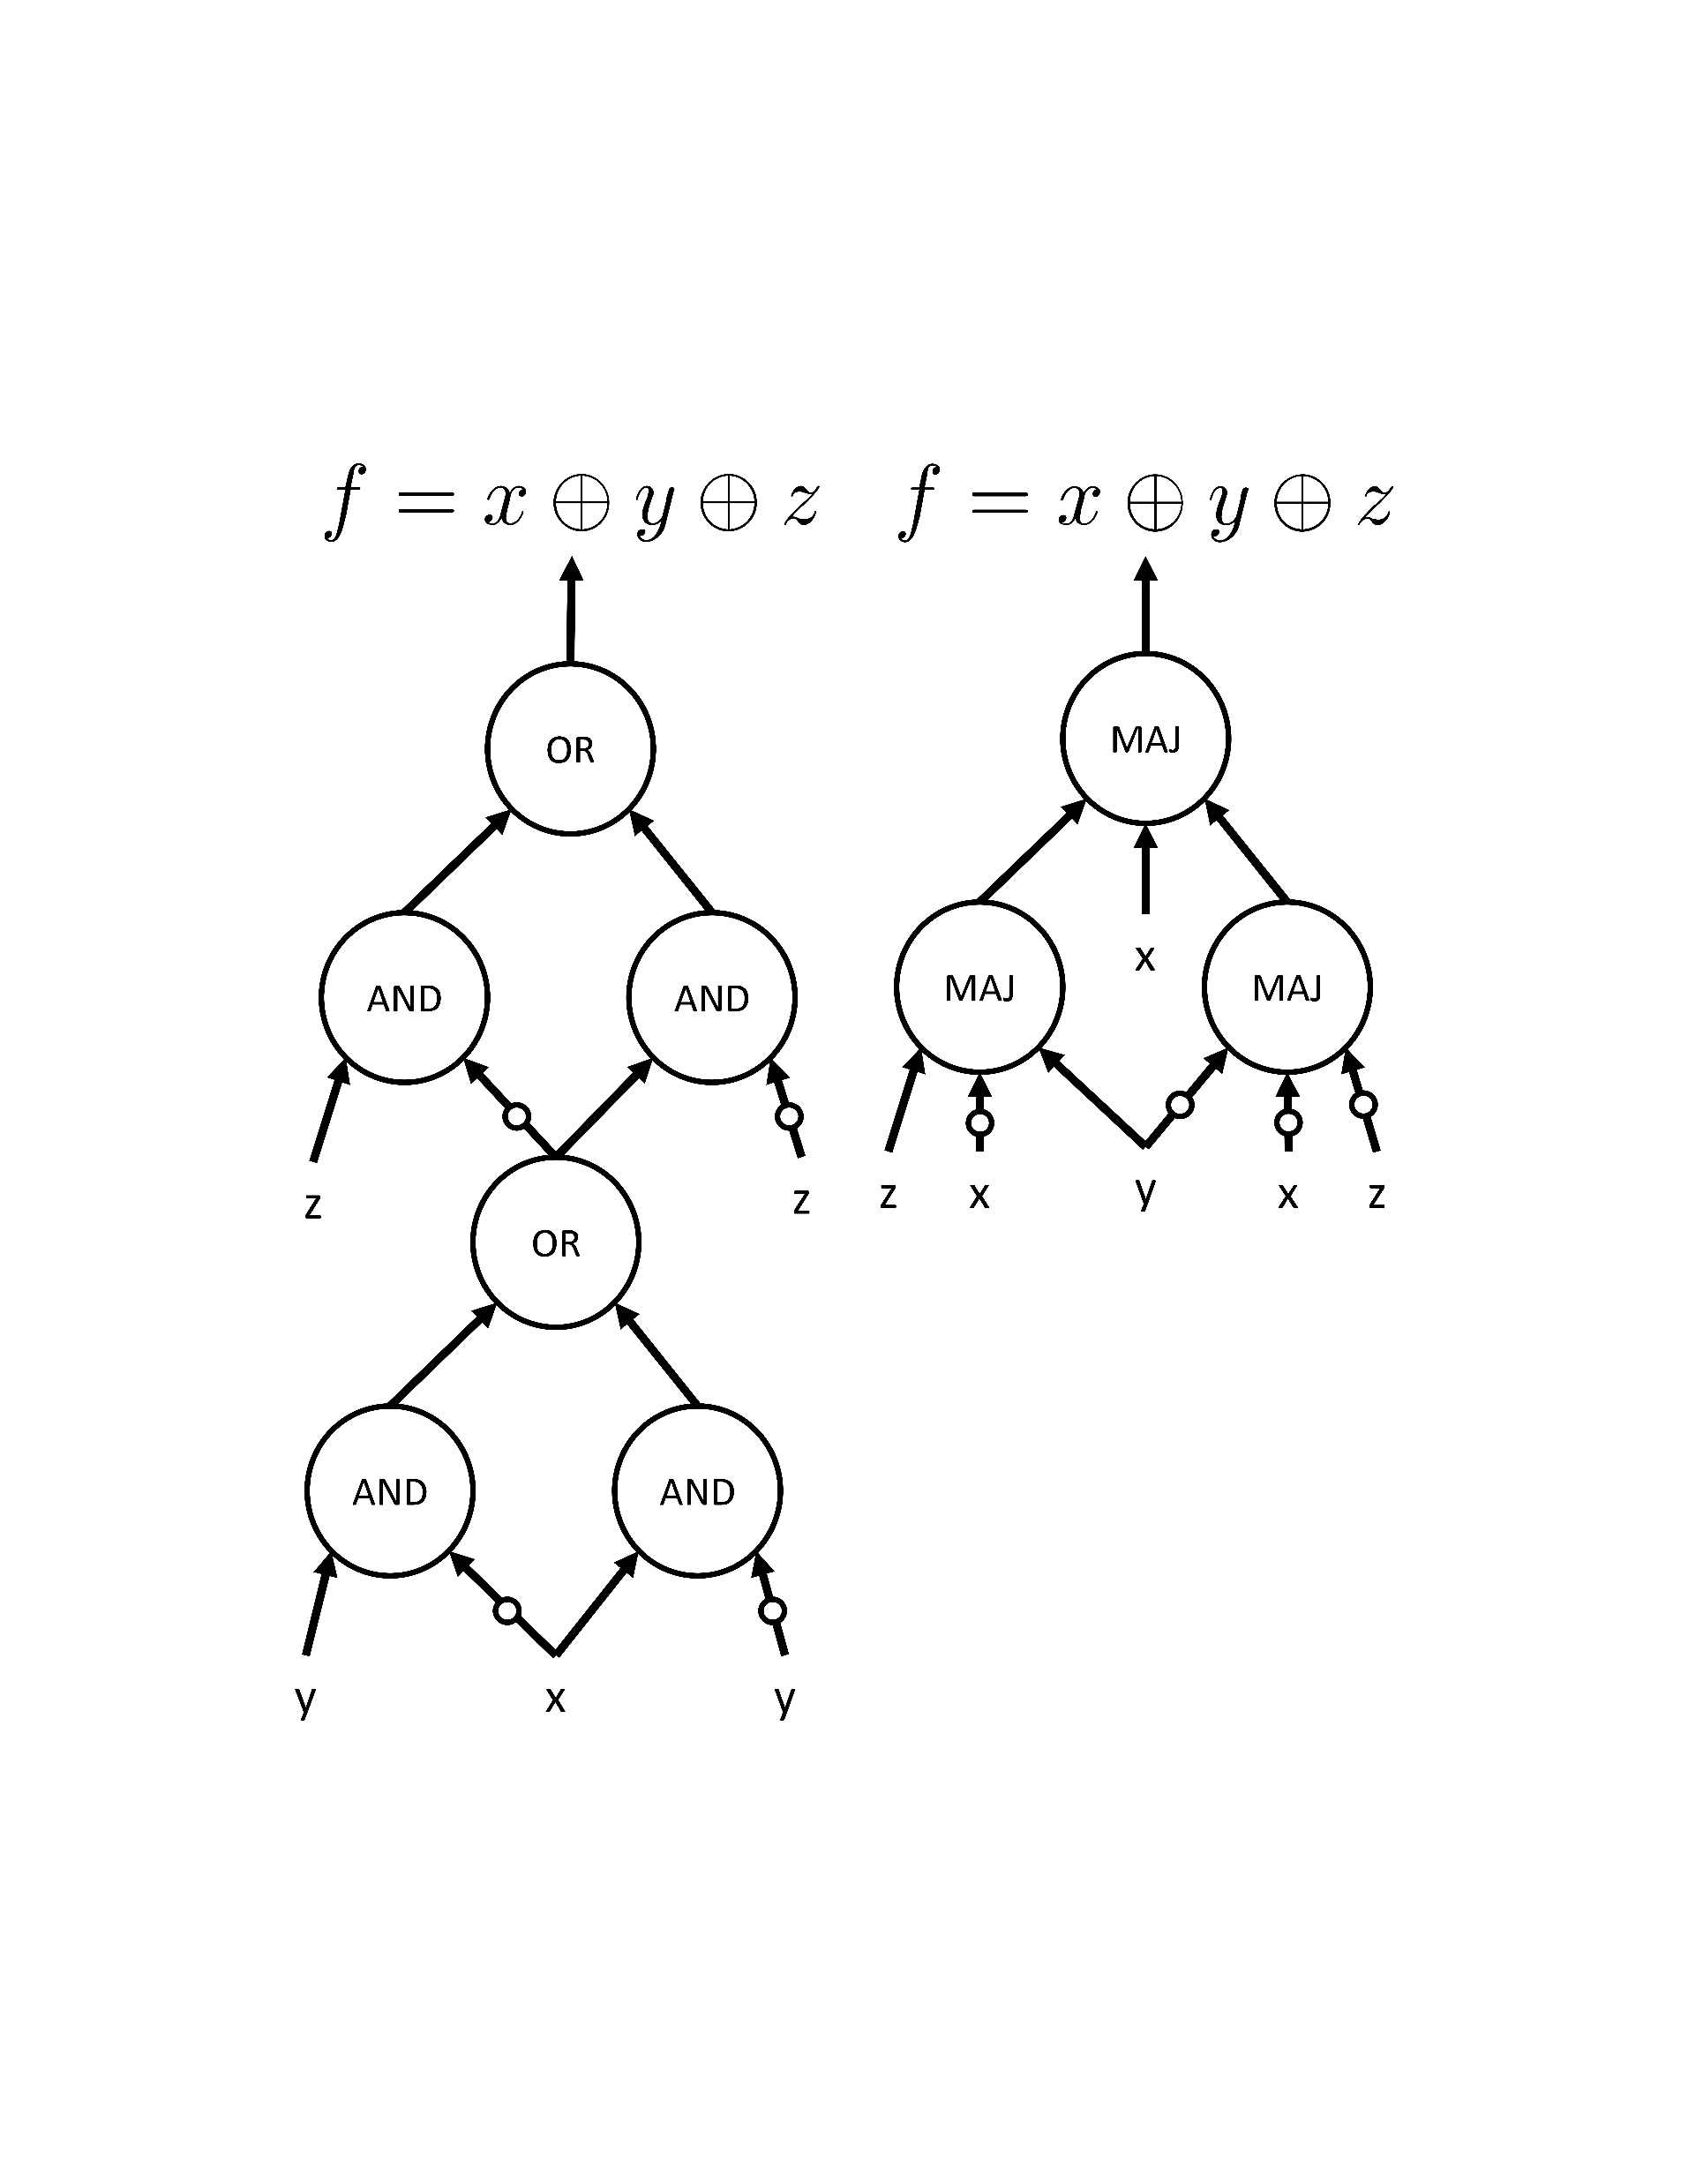 f = x ⊕ y ⊕ z f = x ⊕ y ⊕ z
OR MAJ
x
AND AND MAJ MAJ
z z z x y x z
OR
AND AND
y x y